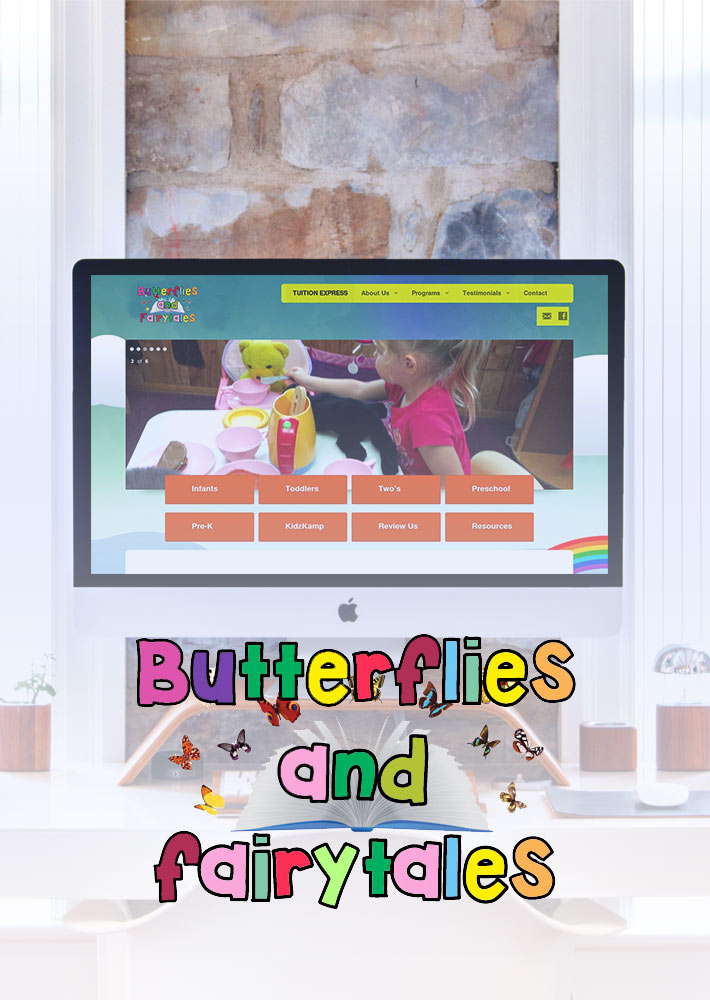 Butterflies
and
Fairytales
TUITION EXPRESS About Us Programs Testimonials Contact
3 of 6
Infants Toddlers Two's Preschool
Pre-K KidzKamp Review Us Resources
Butterflies
and
fairytales